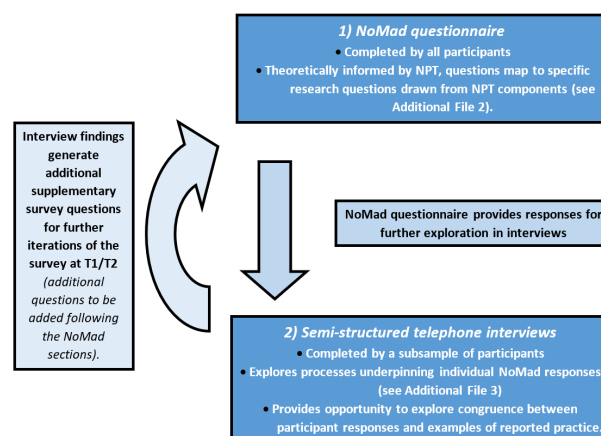 1) NoMad questionnaire
• Completed by all participants
• Theoretically informed by NPT, questions map to specific
research questions drawn from NPT components (see
Additional File 2).
Interview findings
generate
additional
supplementary
survey questions
for further
iterations of the
survey at T1/T2
(additional
questions to be
added following
the NoMad
sections).
NoMad questionnaire provides responses for
further exploration in interviews
2) Semi-structured telephone interviews
• Completed by a subsample of participants
• Explores processes underpinning individual NoMad responses
(see Additional File 3)
• Provides opportunity to explore congruence between
participant responses and examples of reported practice.